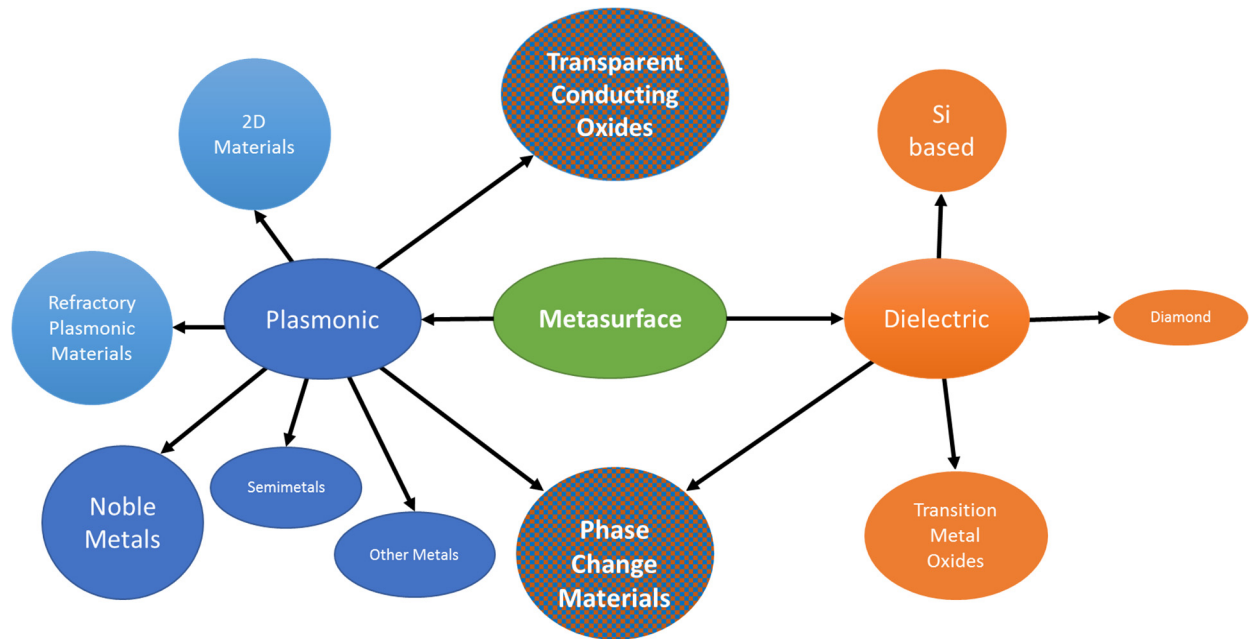 Transparent
Conducting
Oxides
2D
Materials
Si
based
Refractory
Plasmonic
Materials
Plasmonic
Metasurface
Dielectric
Diamond
Noble
Metals
Semimetals
Other Metals
Phase
Change
Materials
Transition
Metal
Oxides